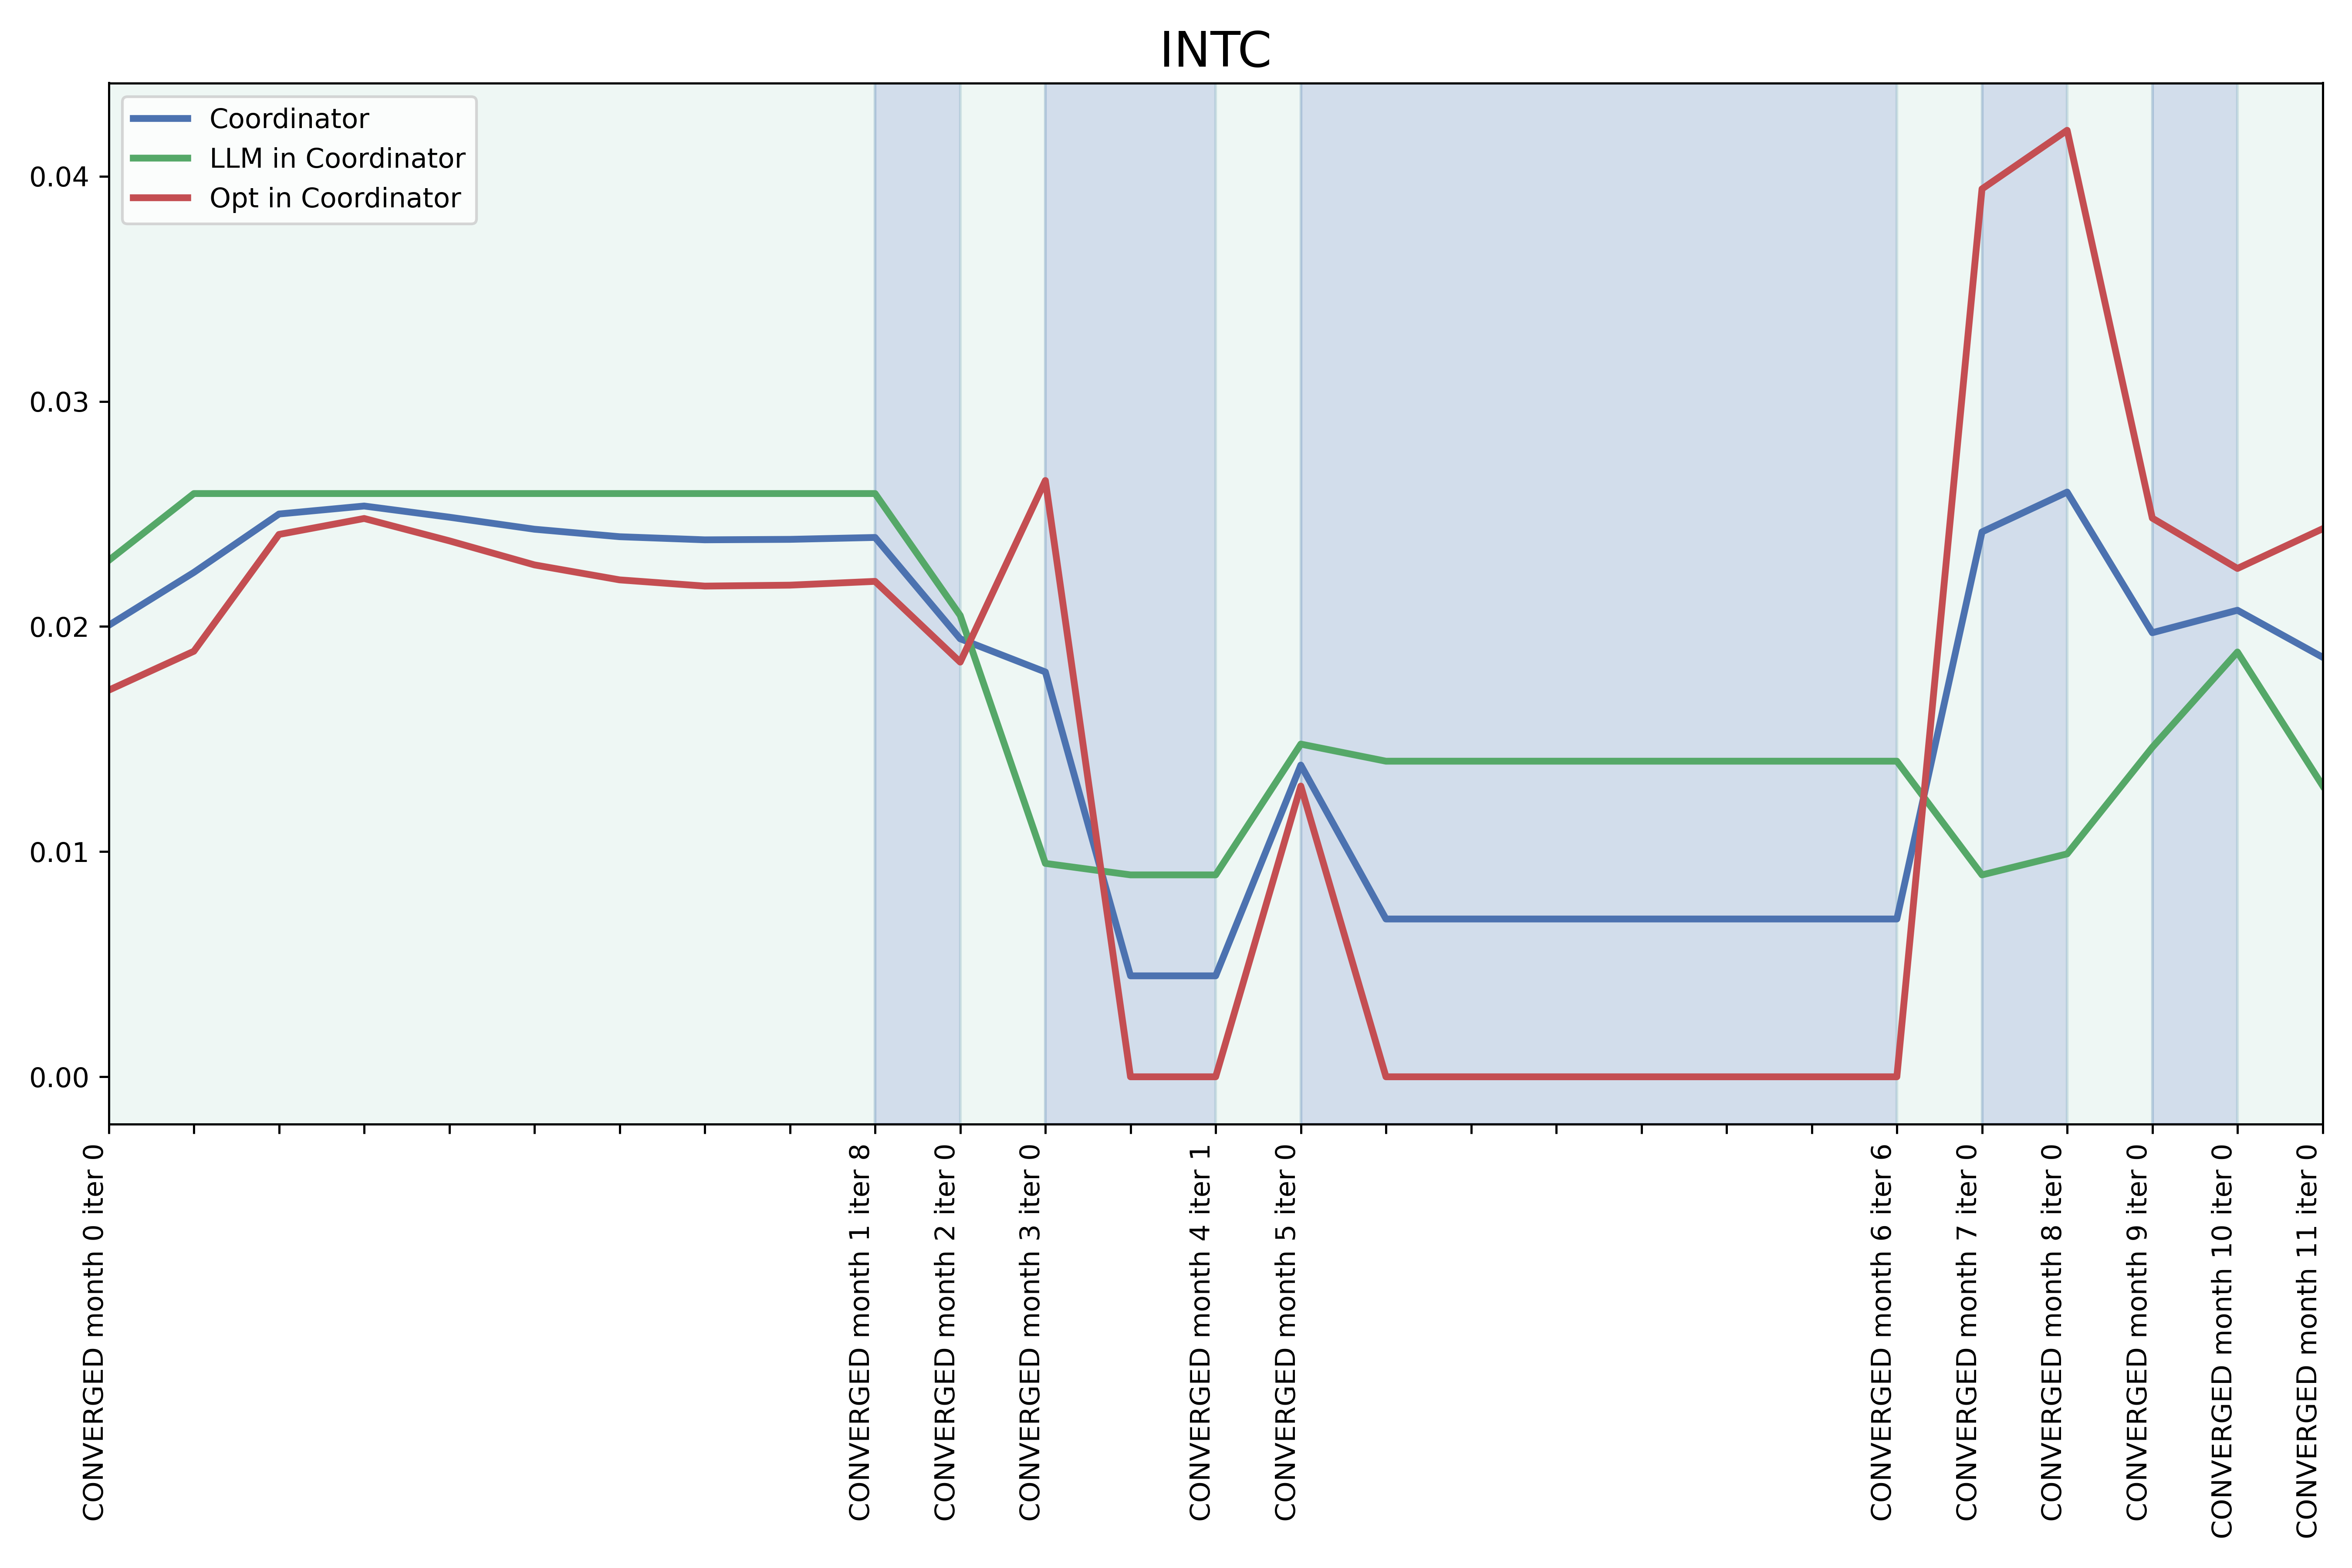 INTC
Coordinator
LLM in Coordinator
Opt in Coordinator
0.04
0.03
0.02
0.01
0.00
CONVERGED month 0 iter 0
CONVERGED month 1 iter 8
CONVERGED month 2 iter 0
CONVERGED month 3 iter 0
CONVERGED month 4 iter 1
CONVERGED month 5 iter 0
CONVERGED month 6 iter 6
CONVERGED month 7 iter 0
CONVERGED month 8 iter 0
CONVERGED month 9 iter 0
CONVERGED month 10 iter 0
CONVERGED month 11 iter 0